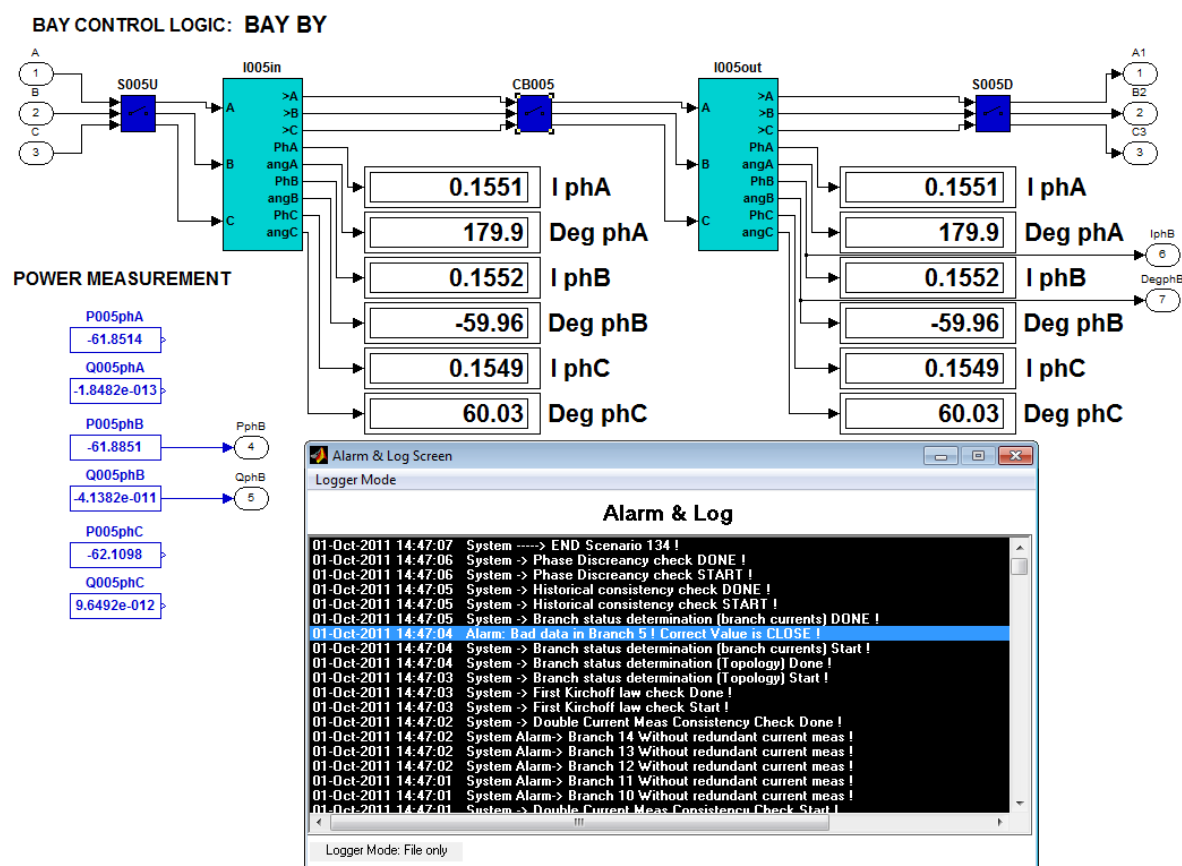 BAY CONTROL LOGIC: BAY BY
A
1
B
2
C
3
S005U
I005in
A
B
C
>A
>B
>C
PhA
angA
PhB
angB
PhC
angC
CB005
I005out
A
B
C
>A
>B
>C
PhA
angA
PhB
angB
PhC
angC
S005D
A1
1
B2
2
C3
3
0.1551 I phA
179.9 Deg phA
0.1552 I phB
-59.96 Deg phB
0.1549 I phC
60.03 Deg phC
0.1551 I phA
179.9 Deg phA
0.1552 I phB
-59.96 Deg phB
0.1549 I phC
60.03 Deg phC
IphB
6
DegphB
7
POWER MEASUREMENT
P005phA
-61.8514
Q005phA
-1.8482e-013
P005phB
-61.8851
PphB
4
Q005phB
-4.1382e-011
QphB
5
P005phC
-62.1098
Q005phC
9.6492e-012
Alarm & Log Screen
Logger Mode
Alarm & Log
01-Oct-2011 14:47:07 System -----> END Scenario 134 !
01-Oct-2011 14:47:06 System -> Phase Discreancy check DONE !
01-Oct-2011 14:47:06 System -> Phase Discreancy check START !
01-Oct-2011 14:47:05 System -> Historical consistency check DONE !
01-Oct-2011 14:47:05 System -> Historical consistency check START !
01-Oct-2011 14:47:05 System -> Branch status determination (branch currents) DONE !
01-Oct-2011 14:47:04 Alarm: Bad data in Branch 5 ! Correct Value is CLOSE !
01-Oct-2011 14:47:04 System -> Branch status determination (branch currents) Start !
01-Oct-2011 14:47:04 System -> Branch status determination (Topology) Done !
01-Oct-2011 14:47:03 System -> Branch status determination (Topology) Start !
01-Oct-2011 14:47:03 System -> First Kirchoff law check Done !
01-Oct-2011 14:47:03 System -> First Kirchoff law check Start !
01-Oct-2011 14:47:02 System -> Double Current Meas Consistency Check Done !
01-Oct-2011 14:47:02 System Alarm-> Branch 14 Without redundant current meas !
01-Oct-2011 14:47:02 System Alarm-> Branch 13 Without redundant current meas !
01-Oct-2011 14:47:02 System Alarm-> Branch 12 Without redundant current meas !
01-Oct-2011 14:47:01 System Alarm-> Branch 11 Without redundant current meas !
01-Oct-2011 14:47:01 System Alarm-> Branch 10 Without redundant current meas !
01-Oct-2011 14:47:01 System -> Double Current Meas Consistency Check Start !
Logger Mode: File only